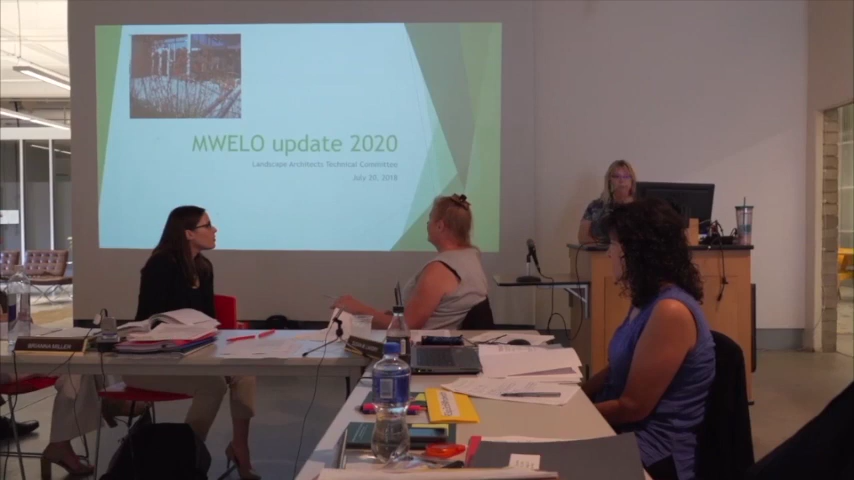 MWELO update 2020
Landscape Architects Technical Committee
July 20, 2018
BRIANNA MILLER